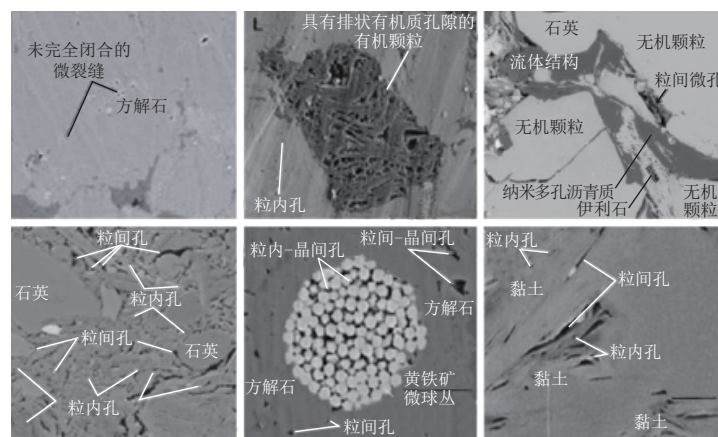 未完全闭合的
微裂缝
方解石
L
具有排状有机质孔隙的
有机颗粒
粒内孔
石英
无机颗粒
流体结构
粒间微孔
无机颗粒
纳米多孔沥青质
伊利石
无机
颗粒
粒间孔
石英
粒内孔
粒间孔
石英
粒内孔
粒内-晶间孔
粒间-晶间孔
方解石
方解石
黄铁矿
微球丛
粒间孔
粒内孔
黏土
粒间孔
粒内孔
黏土
黏土